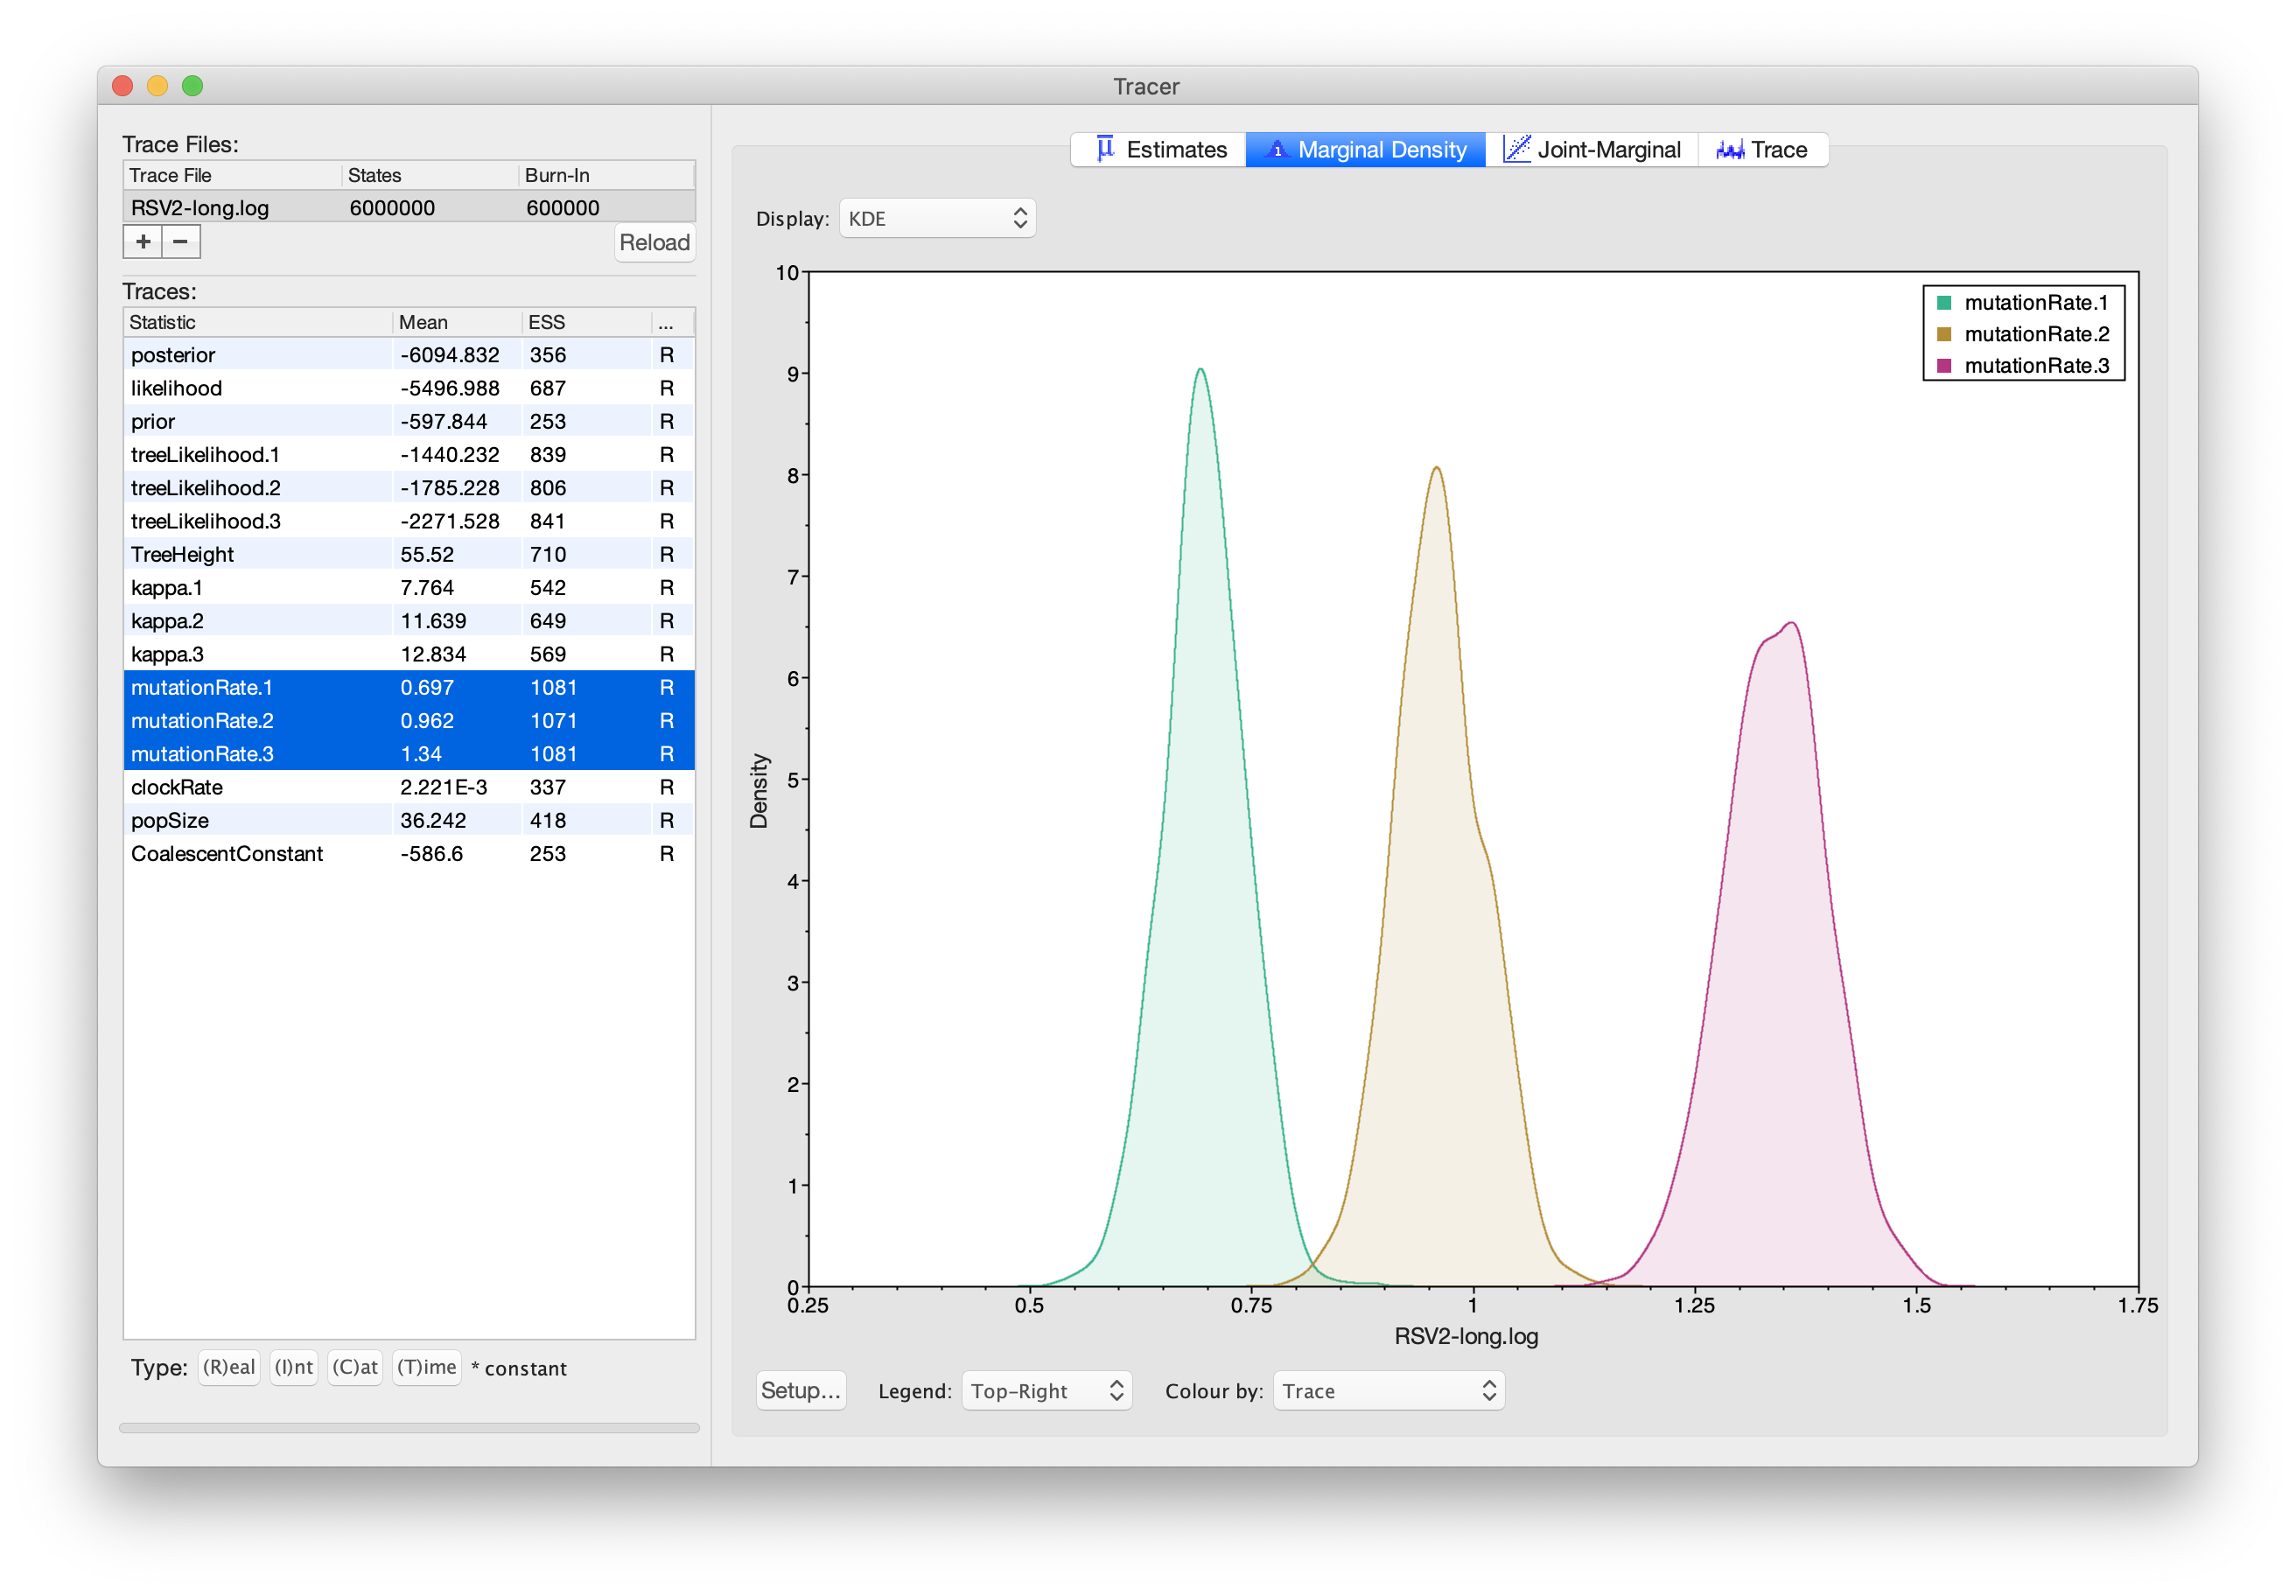 Tracer
Trace Files:
Trace File States Burn-In
RSV2-long.log 6000000 600000
+ − Reload
Traces:
Statistic Mean ESS ...
posterior -6094.832 356 R
likelihood -5496.988 687 R
prior -597.844 253 R
treeLikelihood.1 -1440.232 839 R
treeLikelihood.2 -1785.228 806 R
treeLikelihood.3 -2271.528 841 R
TreeHeight 55.52 710 R
kappa.1 7.764 542 R
kappa.2 11.639 649 R
kappa.3 12.834 569 R
mutationRate.1 0.697 1081 R
mutationRate.2 0.962 1071 R
mutationRate.3 1.34 1081 R
clockRate 2.221E-3 337 R
popSize 36.242 418 R
CoalescentConstant -586.6 253 R
Type: (R)eal (I)nt (C)at (T)ime * constant
μ Estimates 1 Marginal Density Joint-Marginal Trace
Display: KDE
10
9
8
7
6
5
4
3
2
1
0
Density
mutationRate.1
mutationRate.2
mutationRate.3
0.25 0.5 0.75 1 1.25 1.5 1.75
RSV2-long.log
Setup... Legend: Top-Right Colour by: Trace